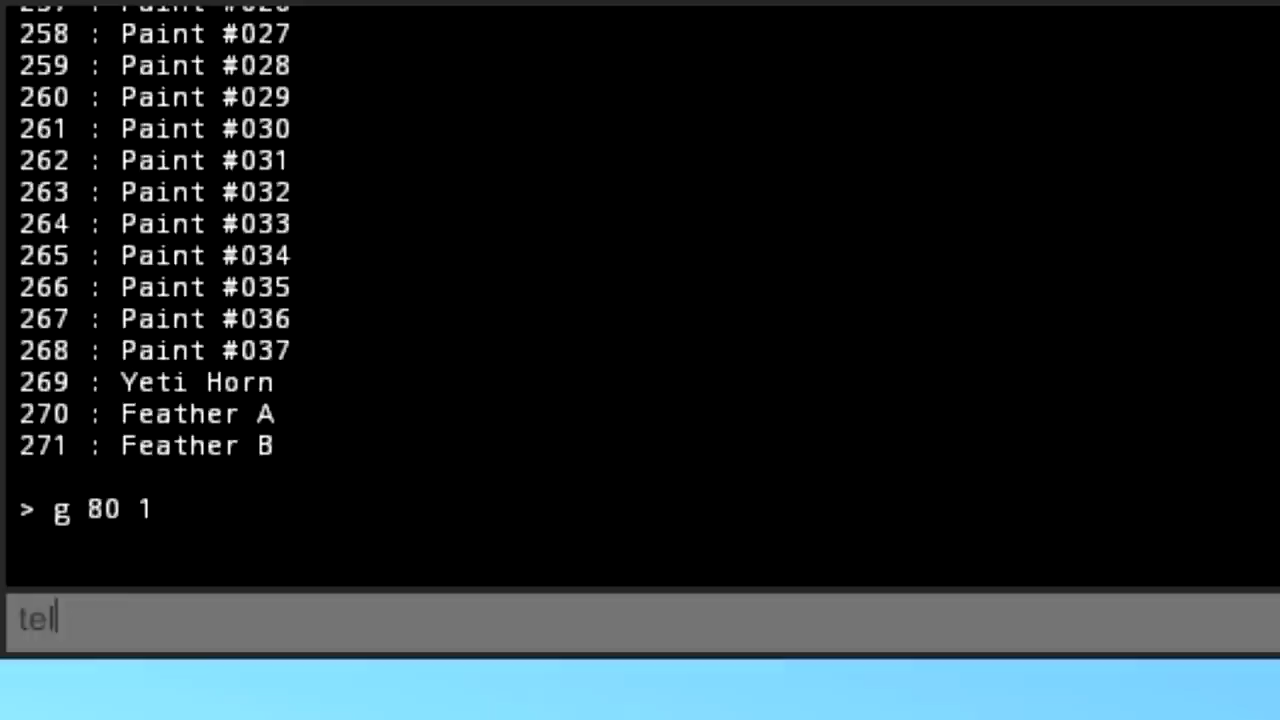 258 : Paint #027
259 : Paint #028
260 : Paint #029
261 : Paint #030
262 : Paint #031
263 : Paint #032
264 : Paint #033
265 : Paint #034
266 : Paint #035
267 : Paint #036
268 : Paint #037
269 : Yeti Horn
270 : Feather A
271 : Feather B
> g 80 1
tel